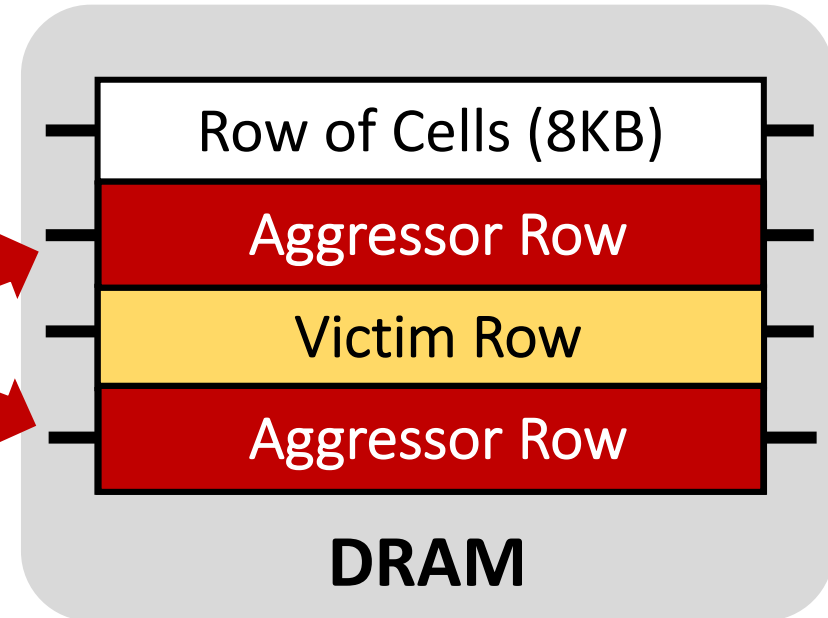 Row of Cells (8KB)
Aggressor Row
Victim Row
Aggressor Row
DRAM